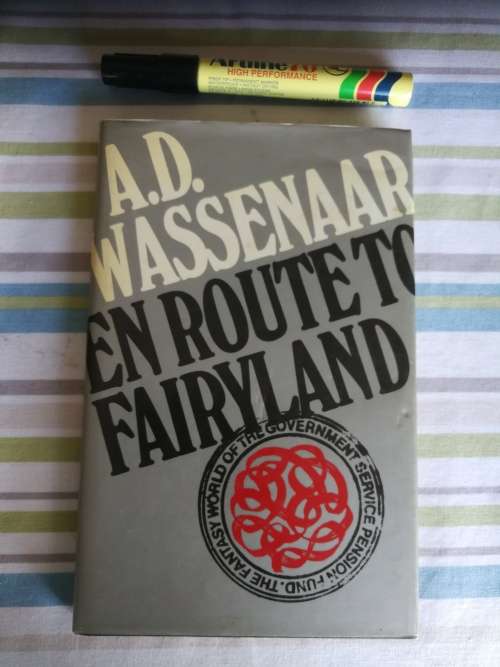 Artline 70
HIGH PERFORMANCE
A.D.
WASSENAAR
EN ROUTE TO
FAIRYLAND
THE FANTASY WORLD OF THE GOVERNMENT SERVICE PENSION FUND.